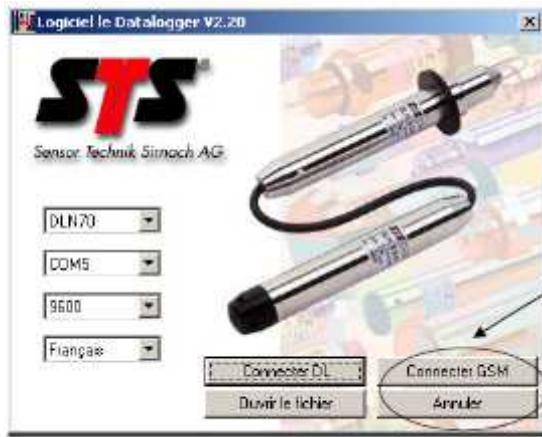 Logiciel le Datalogger V2.20
STS
Sensor Technik Sirnach AG
DLN70
COM5
9600
Français
Connecter DL
Connecter GSM
Ouvrir le fichier
Annuler